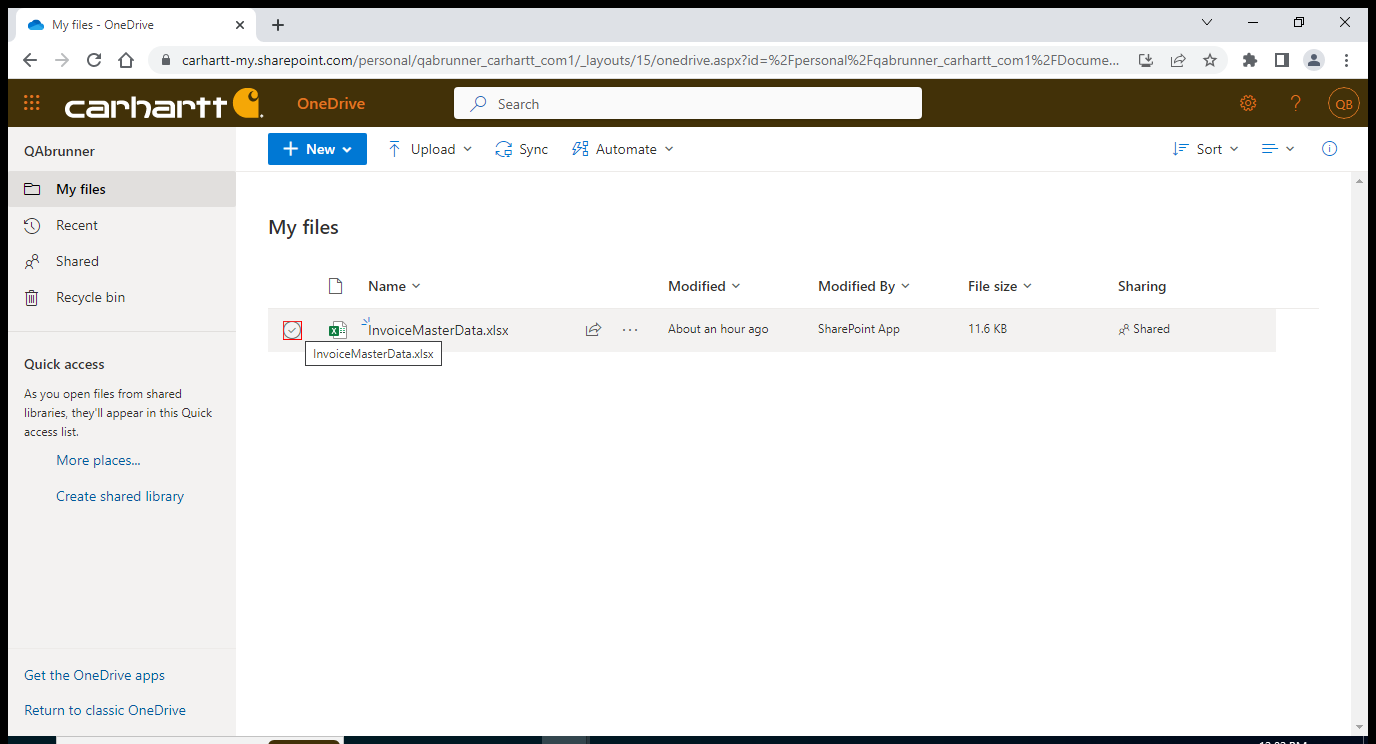 My files - OneDrive
carhartt-my.sharepoint.com/personal/qabrunner_carhartt_com1/_layouts/15/onedrive.aspx?id=%2Fpersonal%2Fqabrunner_carhartt_com1%2FDocume...
carhartt OneDrive Search ? QB
QAbrunner
New Upload Sync Automate Sort
My files
Recent
Shared
Recycle bin
Quick access
As you open files from shared
libraries, they'll appear in this Quick
access list.
More places...
Create shared library
Get the OneDrive apps
Return to classic OneDrive
My files
Name Modified Modified By File size Sharing
InvoiceMasterData.xlsx About an hour ago SharePoint App 11.6 KB Shared
InvoiceMasterData.xlsx